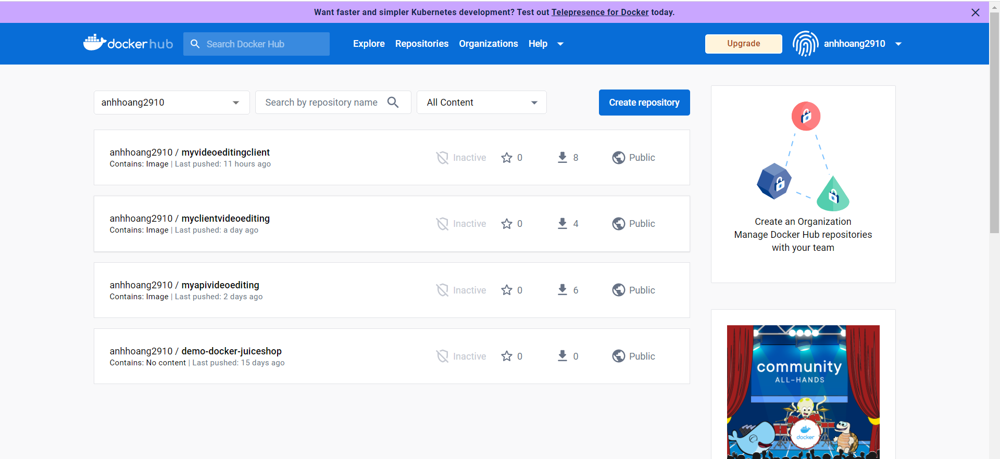 Want faster and simpler Kubernetes development? Test out Telepresence for Docker today.
docker hub
Search Docker Hub
Explore
Repositories
Organizations
Help
Upgrade
anhhoang2910
anhhoang2910
Search by repository name
All Content
Create repository
anhhoang2910 / myvideoeditingclient
Contains: Image | Last pushed: 11 hours ago
Inactive
0
8
Public
anhhoang2910 / myclientvideoediting
Contains: Image | Last pushed: a day ago
Inactive
0
4
Public
anhhoang2910 / myapivideoediting
Contains: Image | Last pushed: 2 days ago
Inactive
0
6
Public
anhhoang2910 / demo-docker-juiceshop
Contains: No content | Last pushed: 15 days ago
Inactive
0
0
Public
Create an Organization
Manage Docker Hub repositories
with your team
community
ALL-HANDS
docker